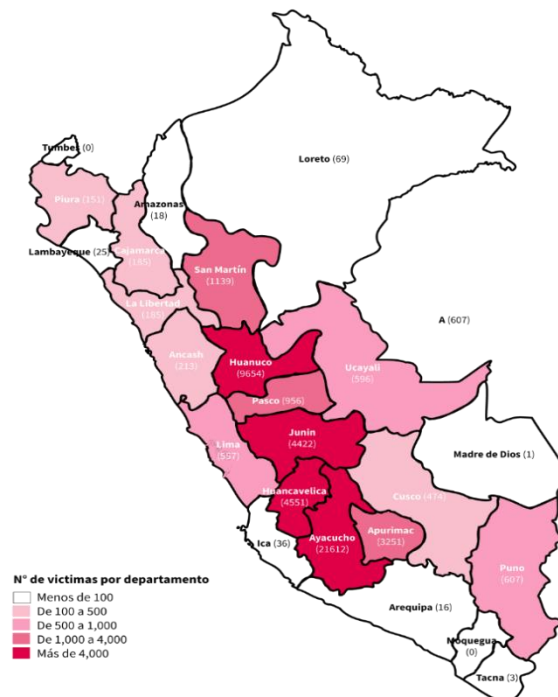 Tumbes (0)
Loreto (69)
Piura (151)
Amazonas
(18)
Lambayeque (25)
Cajamarca
(185)
San Martín
(1139)
La Libertad
(185)
A (607)
Ancash
(213)
Huanuco
(9654)
Ucayali
(596)
Pasco (956)
Junin
(4422)
Lima
(557)
Madre de Dios (1)
Huancavelica
(4551)
Cusco (474)
Ica (36)
Ayacucho
(21612)
Apurimac
(3251)
Puno
(607)
Arequipa (16)
Moquegua
(0)
Tacna (3)
N° de victimas por departamento
Menos de 100
De 100 a 500
De 500 a 1,000
De 1,000 a 4,000
Más de 4,000